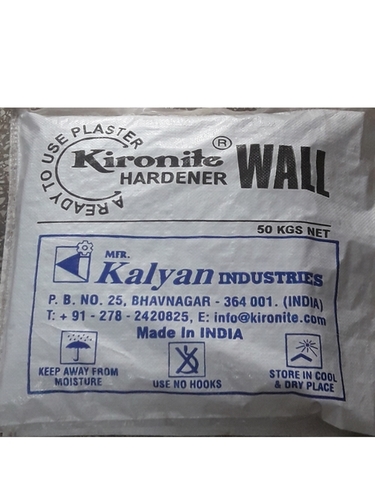 A READY TO USE PLASTER
Kironite®
HARDENER WALL
50 KGS NET
MFR.
Kalyan INDUSTRIES
P. B. NO. 25, BHAVNAGAR - 364 001. (INDIA)
T: + 91 - 278 - 2420825, E: info@kironite.com
Made In INDIA
KEEP AWAY FROM MOISTURE
USE NO HOOKS
STORE IN COOL & DRY PLACE